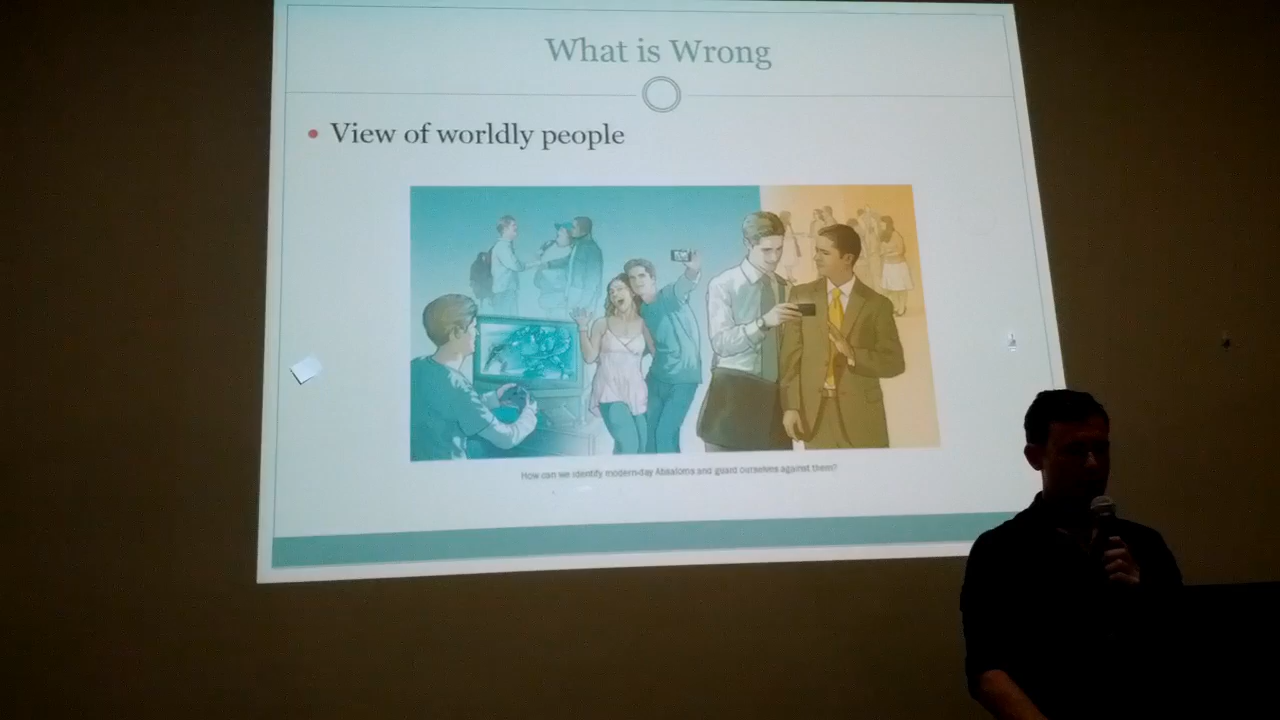 What is Wrong
• View of worldly people
How can we identify modern-day Absaloms and guard ourselves against them?